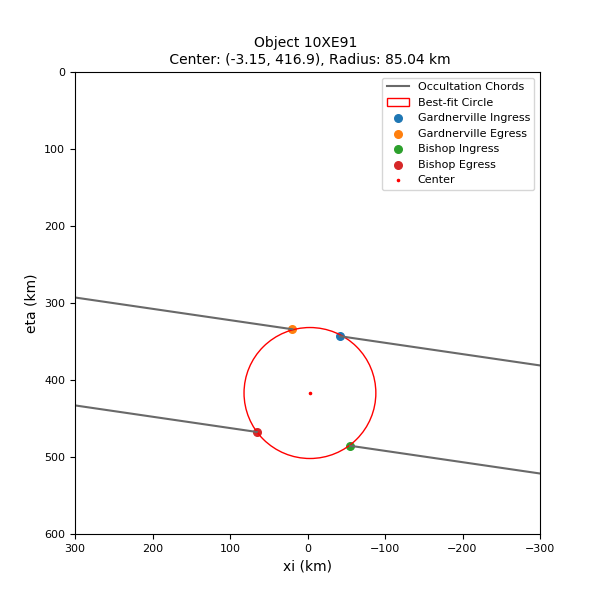 Object 10XE91
Center: (-3.15, 416.9), Radius: 85.04 km
Occultation Chords
Best-fit Circle
Gardnerville Ingress
Gardnerville Egress
Bishop Ingress
Bishop Egress
Center
0
100
200
300
400
500
600
eta (km)
300
200
100
0
−100
−200
−300
xi (km)